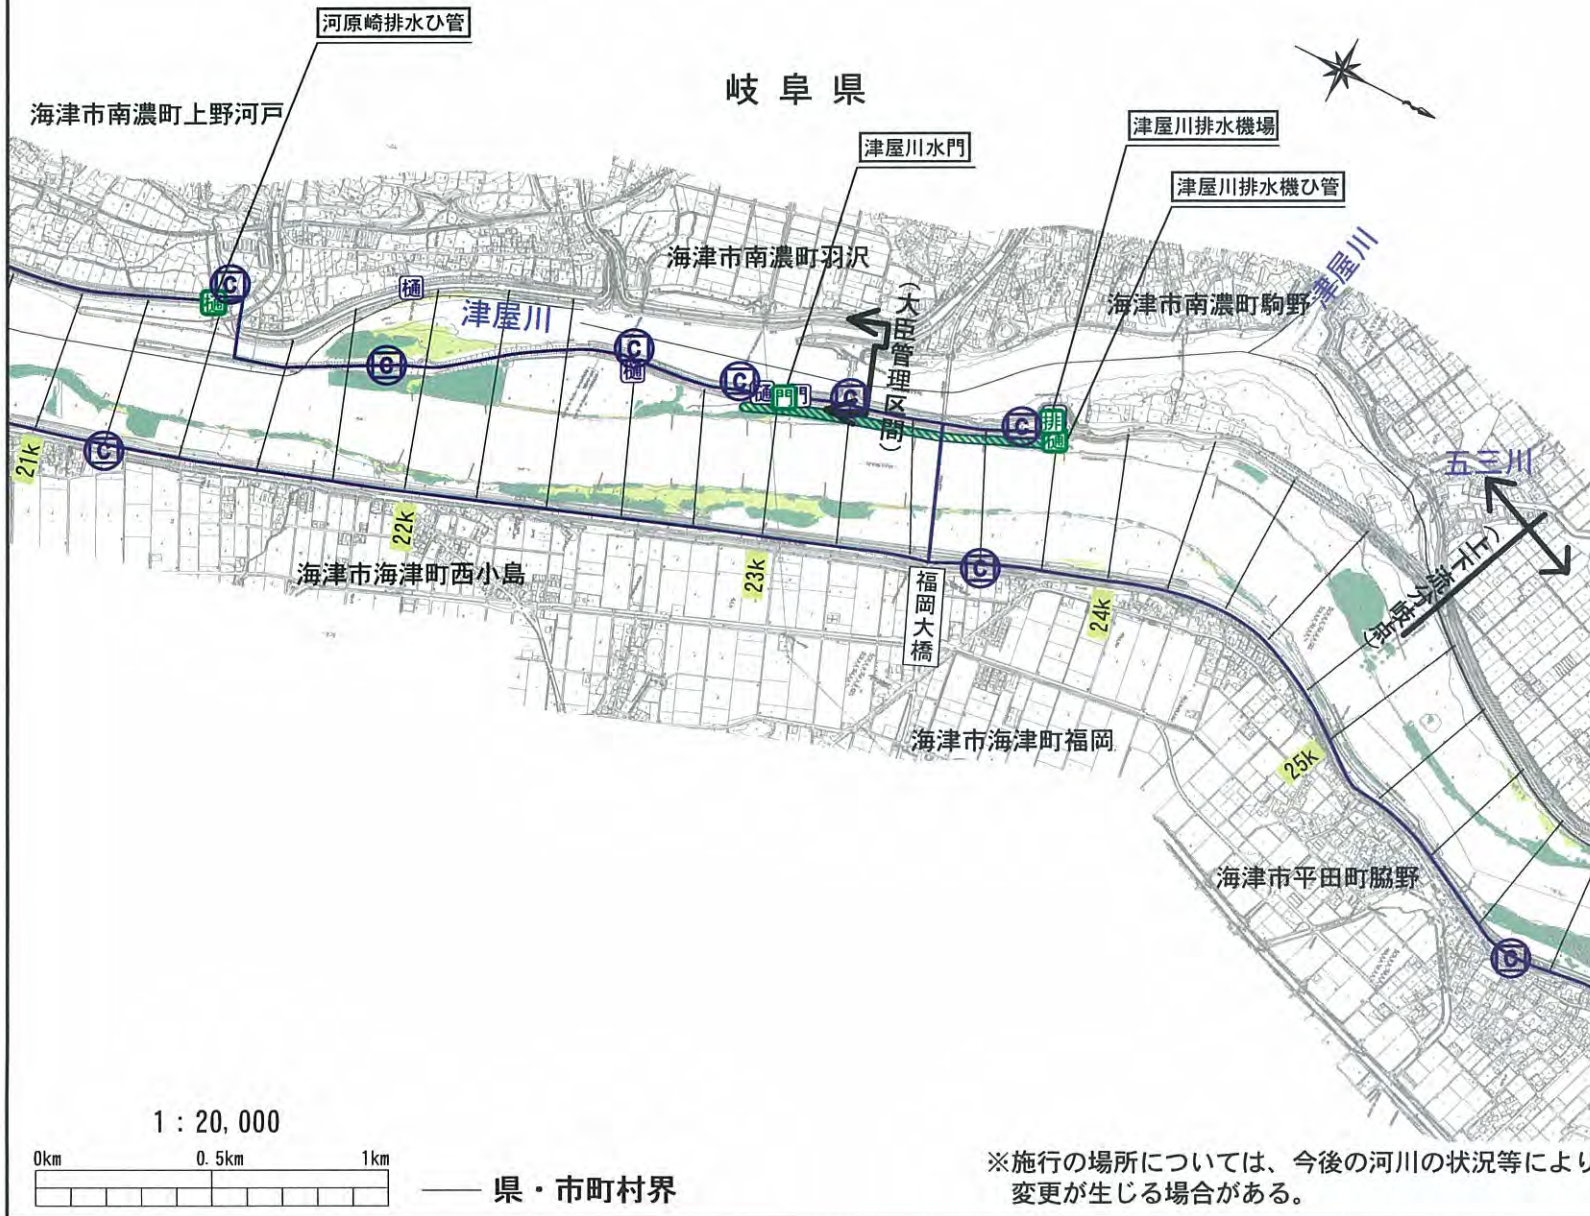 河原崎排水ひ管
岐阜県
海津市南濃町上野河戸
津屋川水門
津屋川排水機場
津屋川排水機ひ管
海津市南濃町羽沢
海津市南濃町駒野
津屋川
津屋川
(大臣管理区間)
五三川
(上下流分岐点)
C
樋
樋
C
C
樋
C
樋
門
門
C
C
排
樋
C
C
C
C
21k
22k
23k
24k
25k
海津市海津町西小島
福岡大橋
海津市海津町福岡
海津市平田町脇野
1:20,000
0km 0.5km 1km
県・市町村界
※施行の場所については、今後の河川の状況等により
変更が生じる場合がある。